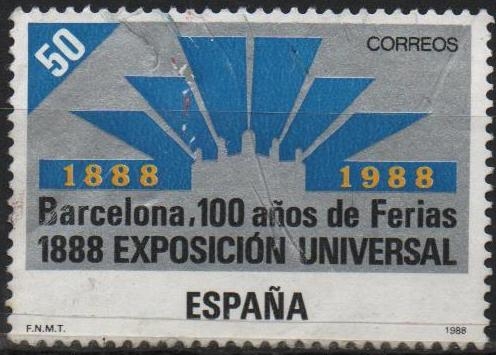 50
CORREOS
1888 1988
Barcelona, 100 años de Ferias
1888 EXPOSICIÓN UNIVERSAL
ESPAÑA
F.N.M.T. 1988